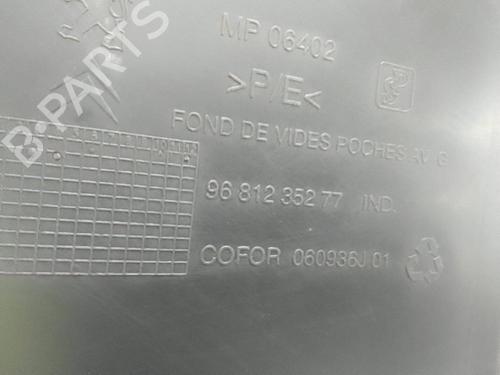 MP 06402
>P/E<
FOND DE VIDES POCHES AV G
96 812 352 77 IND.
COFOR 060936J 01
B-PARTS